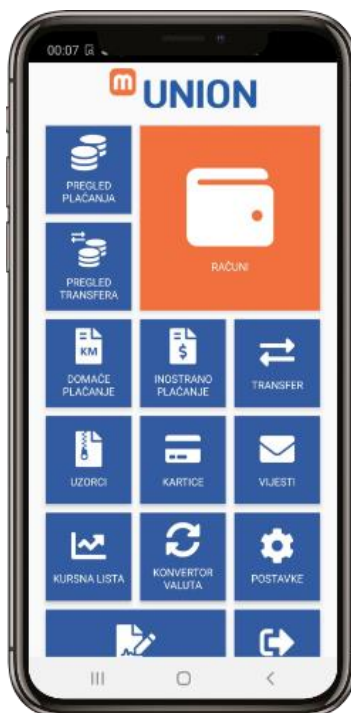 00:07
m UNION
PREGLED
PLAĆANJA
RAČUNI
PREGLED
TRANSFERA
KM
$
DOMAĆE
PLAĆANJE
INOSTRANO
PLAĆANJE
TRANSFER
UZORCI
KARTICE
VIJESTI
KURSNA LISTA
KONVERTOR
VALUTA
POSTAVKE